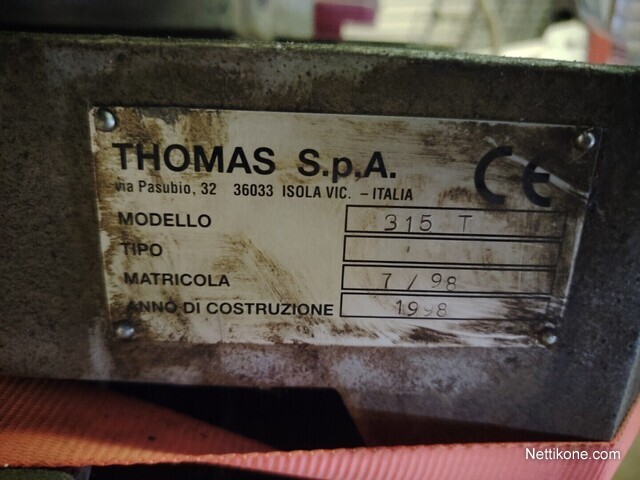 THOMAS S.p.A.
CE
via Pasubio, 32 36033 ISOLA VIC. - ITALIA
MODELLO 315 T
TIPO
MATRICOLA 7 / 98
ANNO DI COSTRUZIONE 1998
Nettikone.com